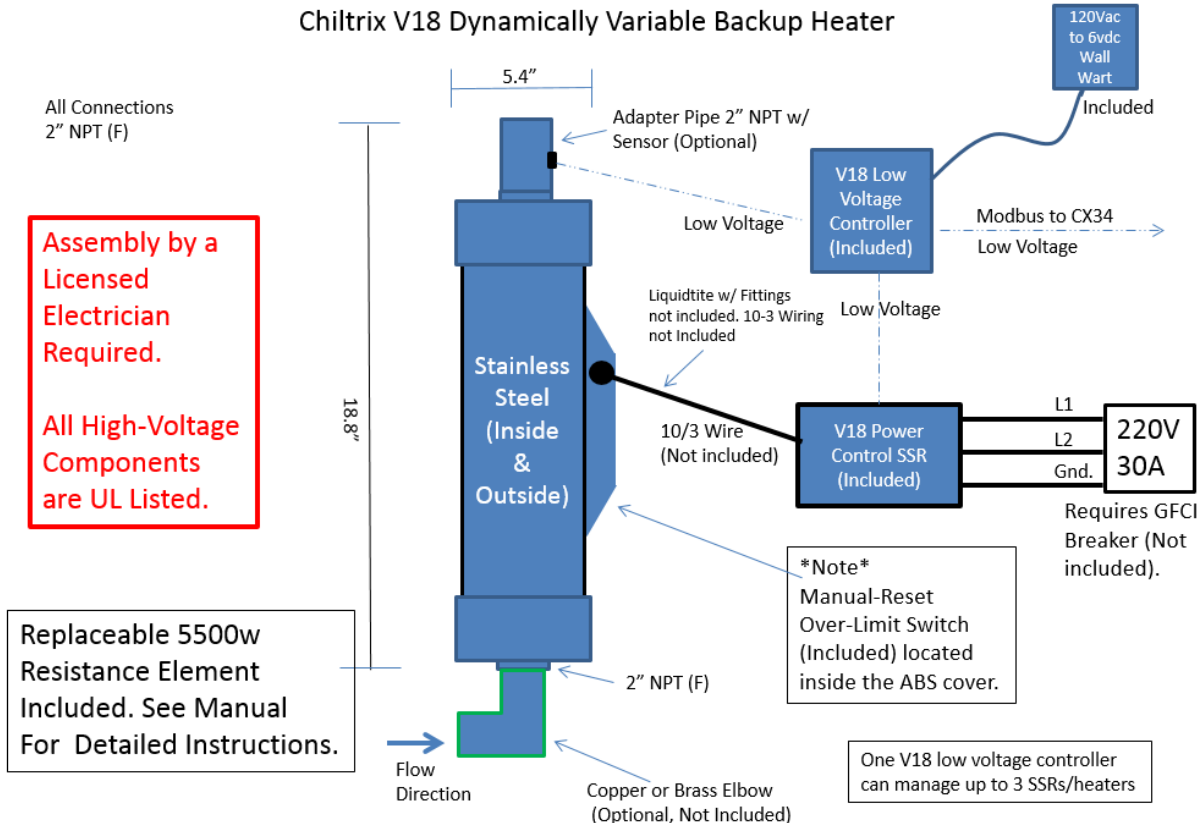 Chiltrix V18 Dynamically Variable Backup Heater
120Vac
to 6vdc
Wall
Wart
Included
5.4”
All Connections
2” NPT (F)
Adapter Pipe 2” NPT w/
Sensor (Optional)
V18 Low
Voltage
Controller
(Included)
Low Voltage
Modbus to CX34
Low Voltage
Assembly by a
Licensed
Electrician
Required.
All High-Voltage
Components
are UL Listed.
Liquidtite w/ Fittings
not included. 10-3 Wiring
not Included
Low Voltage
Stainless
Steel
(Inside
&
Outside)
18.8”
10/3 Wire
(Not included)
V18 Power
Control SSR
(Included)
L1
L2
Gnd.
220V
30A
Requires GFCI
Breaker (Not
included).
*Note*
Manual-Reset
Over-Limit Switch
(Included) located
inside the ABS cover.
Replaceable 5500w
Resistance Element
Included. See Manual
For Detailed Instructions.
2” NPT (F)
Flow
Direction
Copper or Brass Elbow
(Optional, Not Included)
One V18 low voltage controller
can manage up to 3 SSRs/heaters